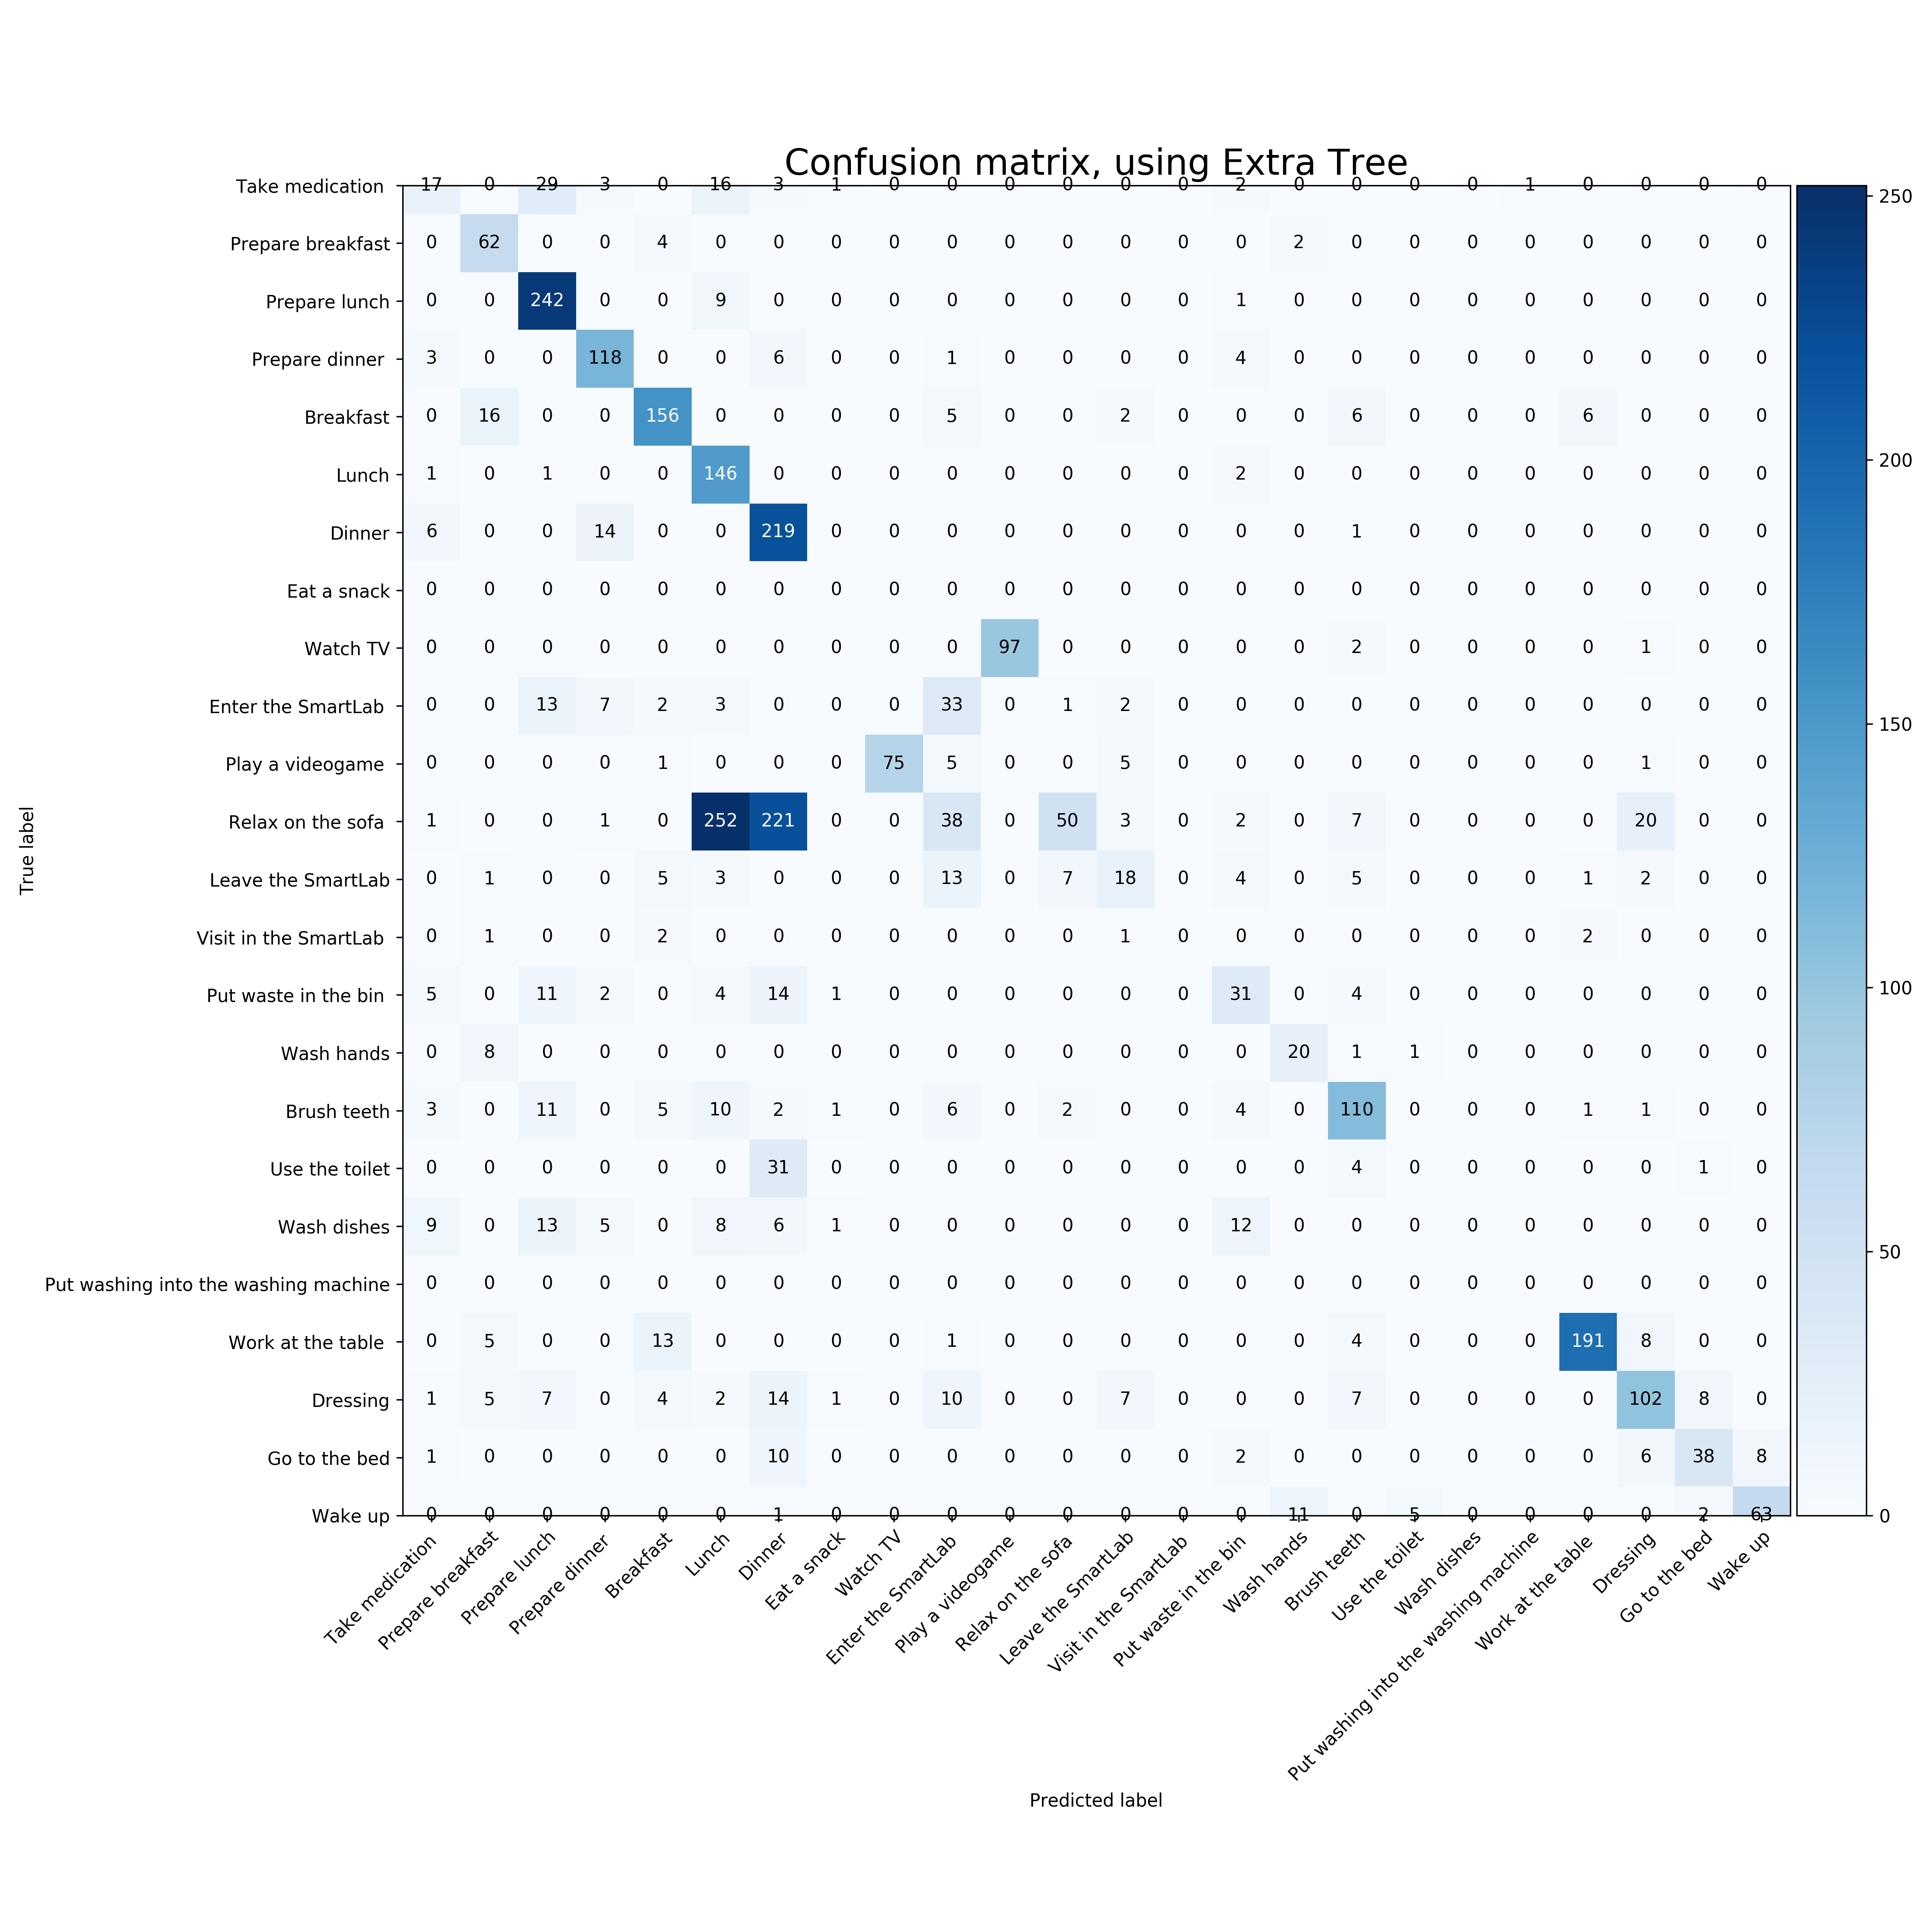 Confusion matrix, using Extra Tree
Take medication 17 0 29 3 0 16 3 1 0 0 0 0 0 0 2 0 0 0 0 1 0 0 0 0
Prepare breakfast 0 62 0 0 4 0 0 0 0 0 0 0 0 0 0 2 0 0 0 0 0 0 0 0
Prepare lunch 0 0 242 0 0 9 0 0 0 0 0 0 0 0 1 0 0 0 0 0 0 0 0 0
Prepare dinner 3 0 0 118 0 0 6 0 0 1 0 0 0 0 4 0 0 0 0 0 0 0 0 0
Breakfast 0 16 0 0 156 0 0 0 0 5 0 0 2 0 0 0 6 0 0 0 6 0 0 0
Lunch 1 0 1 0 0 146 0 0 0 0 0 0 0 0 2 0 0 0 0 0 0 0 0 0
Dinner 6 0 0 14 0 0 219 0 0 0 0 0 0 0 0 0 1 0 0 0 0 0 0 0
Eat a snack 0 0 0 0 0 0 0 0 0 0 0 0 0 0 0 0 0 0 0 0 0 0 0 0
Watch TV 0 0 0 0 0 0 0 0 0 0 97 0 0 0 0 0 2 0 0 0 0 1 0 0
Enter the SmartLab 0 0 13 7 2 3 0 0 0 33 0 1 2 0 0 0 0 0 0 0 0 0 0 0
Play a videogame 0 0 0 0 1 0 0 0 75 5 0 0 5 0 0 0 0 0 0 0 0 1 0 0
Relax on the sofa 1 0 0 1 0 252 221 0 0 38 0 50 3 0 2 0 7 0 0 0 0 20 0 0
Leave the SmartLab 0 1 0 0 5 3 0 0 0 13 0 7 18 0 4 0 5 0 0 0 1 2 0 0
Visit in the SmartLab 0 1 0 0 2 0 0 0 0 0 0 0 1 0 0 0 0 0 0 0 2 0 0 0
Put waste in the bin 5 0 11 2 0 4 14 1 0 0 0 0 0 0 31 0 4 0 0 0 0 0 0 0
Wash hands 0 8 0 0 0 0 0 0 0 0 0 0 0 0 0 20 1 1 0 0 0 0 0 0
Brush teeth 3 0 11 0 5 10 2 1 0 6 0 2 0 0 4 0 110 0 0 0 1 1 0 0
Use the toilet 0 0 0 0 0 0 31 0 0 0 0 0 0 0 0 0 4 0 0 0 0 0 1 0
Wash dishes 9 0 13 5 0 8 6 1 0 0 0 0 0 0 12 0 0 0 0 0 0 0 0 0
Put washing into the washing machine 0 0 0 0 0 0 0 0 0 0 0 0 0 0 0 0 0 0 0 0 0 0 0 0
Work at the table 0 5 0 0 13 0 0 0 0 1 0 0 0 0 0 0 4 0 0 0 191 8 0 0
Dressing 1 5 7 0 4 2 14 1 0 10 0 0 7 0 0 0 7 0 0 0 0 102 8 0
Go to the bed 1 0 0 0 0 0 10 0 0 0 0 0 0 0 2 0 0 0 0 0 0 6 38 8
Wake up 0 0 0 0 0 0 1 0 0 0 0 0 0 0 0 11 0 5 0 0 0 0 2 63
Take medication
Prepare breakfast
Prepare lunch
Prepare dinner
Breakfast
Lunch
Dinner
Eat a snack
Watch TV
Enter the SmartLab
Play a videogame
Relax on the sofa
Leave the SmartLab
Visit in the SmartLab
Put waste in the bin
Wash hands
Brush teeth
Use the toilet
Wash dishes
Put washing into the washing machine
Work at the table
Dressing
Go to the bed
Wake up
True label
Predicted label
250
200
150
100
50
0